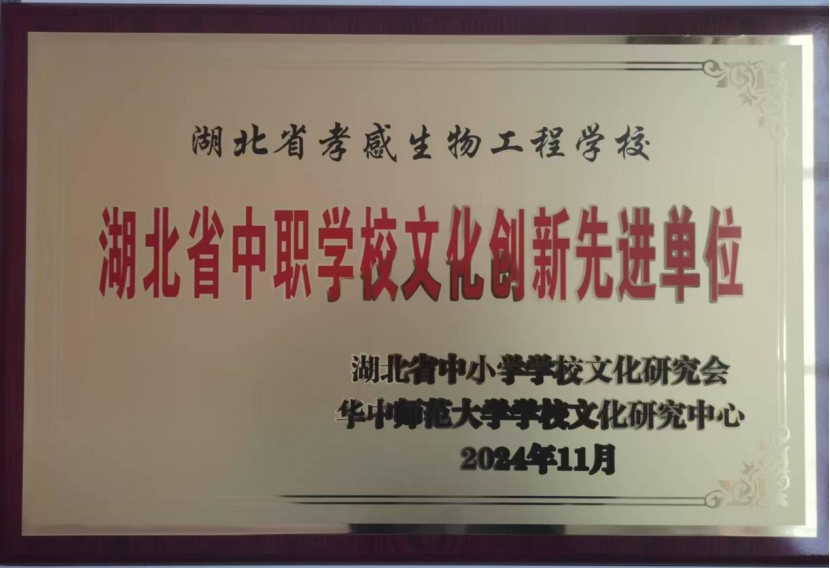 湖北省孝感生物工程学校
湖北省中职学校文化创新先进单位
湖北省中小学学校文化研究会
华中师范大学学校文化研究中心
2024年11月